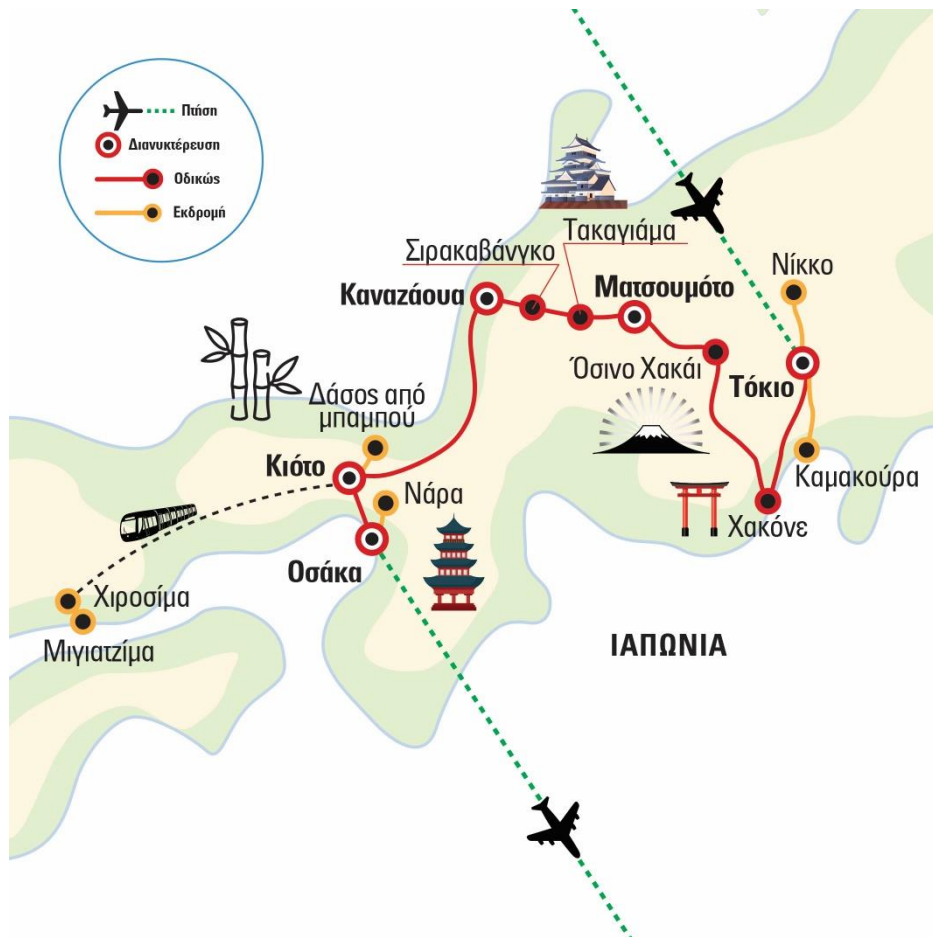 Πτήση
Διανυκτέρευση
Οδικώς
Εκδρομή
Τακαγιάμα
Σιρακαβάνγκο
Νίκκο
Καναζάουα
Ματσουμότο
Όσινο Χακάι
Τόκιο
Δάσος από
μπαμπού
Κιότο
Καμακούρα
Νάρα
Χακόνε
Οσάκα
Χιροσίμα
Μιγιατζίμα
ΙΑΠΩΝΙΑ